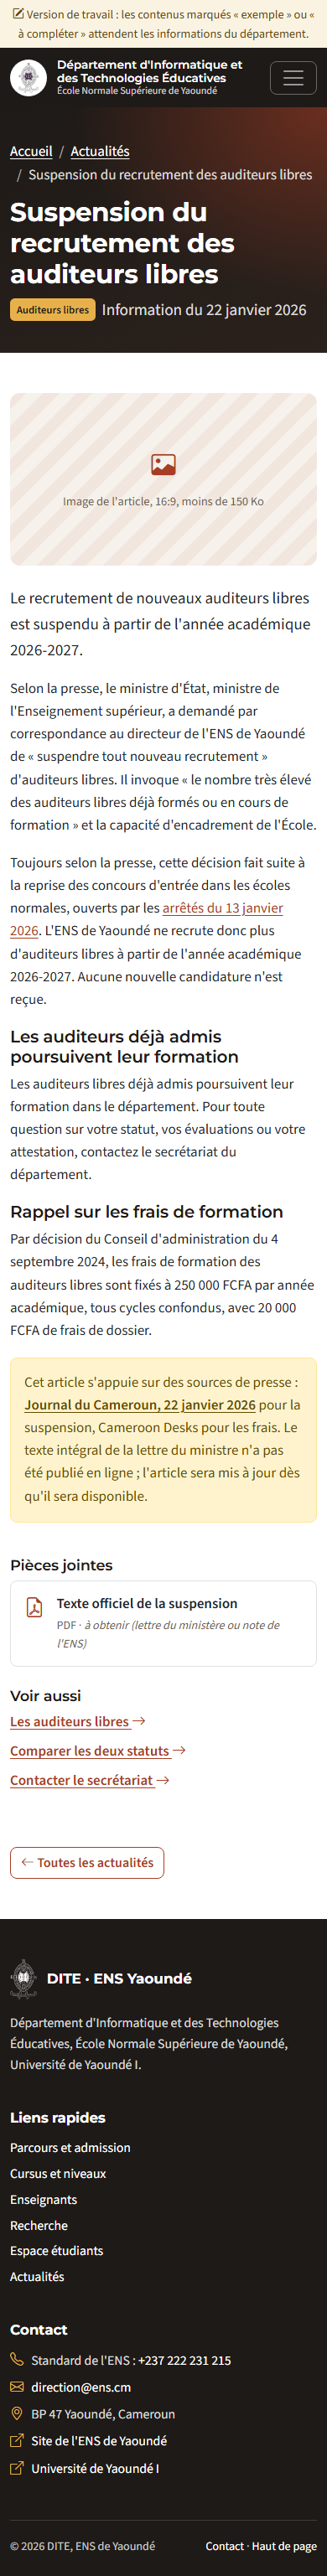 Version de travail : les contenus marqués « exemple » ou «
à compléter » attendent les informations du département.
Département d'Informatique et
des Technologies Éducatives
École Normale Supérieure de Yaoundé
Accueil / Actualités
/ Suspension du recrutement des auditeurs libres
Suspension du
recrutement des
auditeurs libres
Auditeurs libres Information du 22 janvier 2026
Image de l'article, 16:9, moins de 150 Ko
Le recrutement de nouveaux auditeurs libres
est suspendu à partir de l'année académique
2026-2027.
Selon la presse, le ministre d'État, ministre de
l'Enseignement supérieur, a demandé par
correspondance au directeur de l'ENS de Yaoundé
de « suspendre tout nouveau recrutement »
d'auditeurs libres. Il invoque « le nombre très élevé
des auditeurs libres déjà formés ou en cours de
formation » et la capacité d'encadrement de l'École.
Toujours selon la presse, cette décision fait suite à
la reprise des concours d'entrée dans les écoles
normales, ouverts par les arrêtés du 13 janvier
2026. L'ENS de Yaoundé ne recrute donc plus
d'auditeurs libres à partir de l'année académique
2026-2027. Aucune nouvelle candidature n'est
reçue.
Les auditeurs déjà admis
poursuivent leur formation
Les auditeurs libres déjà admis poursuivent leur
formation dans le département. Pour toute
question sur votre statut, vos évaluations ou votre
attestation, contactez le secrétariat du
département.
Rappel sur les frais de formation
Par décision du Conseil d'administration du 4
septembre 2024, les frais de formation des
auditeurs libres sont fixés à 250 000 FCFA par année
académique, tous cycles confondus, avec 20 000
FCFA de frais de dossier.
Cet article s'appuie sur des sources de presse :
Journal du Cameroun, 22 janvier 2026 pour la
suspension, Cameroon Desks pour les frais. Le
texte intégral de la lettre du ministre n'a pas
été publié en ligne ; l'article sera mis à jour dès
qu'il sera disponible.
Pièces jointes
Texte officiel de la suspension
PDF · à obtenir (lettre du ministère ou note de
l'ENS)
Voir aussi
Les auditeurs libres →
Comparer les deux statuts →
Contacter le secrétariat →
← Toutes les actualités
DITE · ENS Yaoundé
Département d'Informatique et des Technologies
Éducatives, École Normale Supérieure de Yaoundé,
Université de Yaoundé I.
Liens rapides
Parcours et admission
Cursus et niveaux
Enseignants
Recherche
Espace étudiants
Actualités
Contact
Standard de l'ENS : +237 222 231 215
direction@ens.cm
BP 47 Yaoundé, Cameroun
Site de l'ENS de Yaoundé
Université de Yaoundé I
© 2026 DITE, ENS de Yaoundé Contact · Haut de page